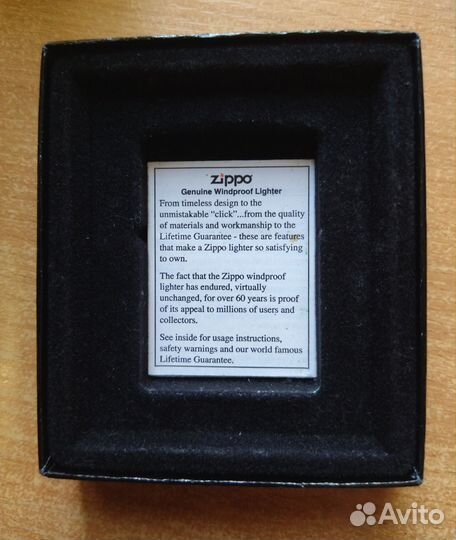 zippo
Genuine Windproof Lighter
From timeless design to the
unmistakable “click”...from the quality
of materials and workmanship to the
Lifetime Guarantee - these are features
that make a Zippo lighter so satisfying
to own.
The fact that the Zippo windproof
lighter has endured, virtually
unchanged, for over 60 years is proof
of its appeal to millions of users and
collectors.
See inside for usage instructions,
safety warnings and our world famous
Lifetime Guarantee.
Avito